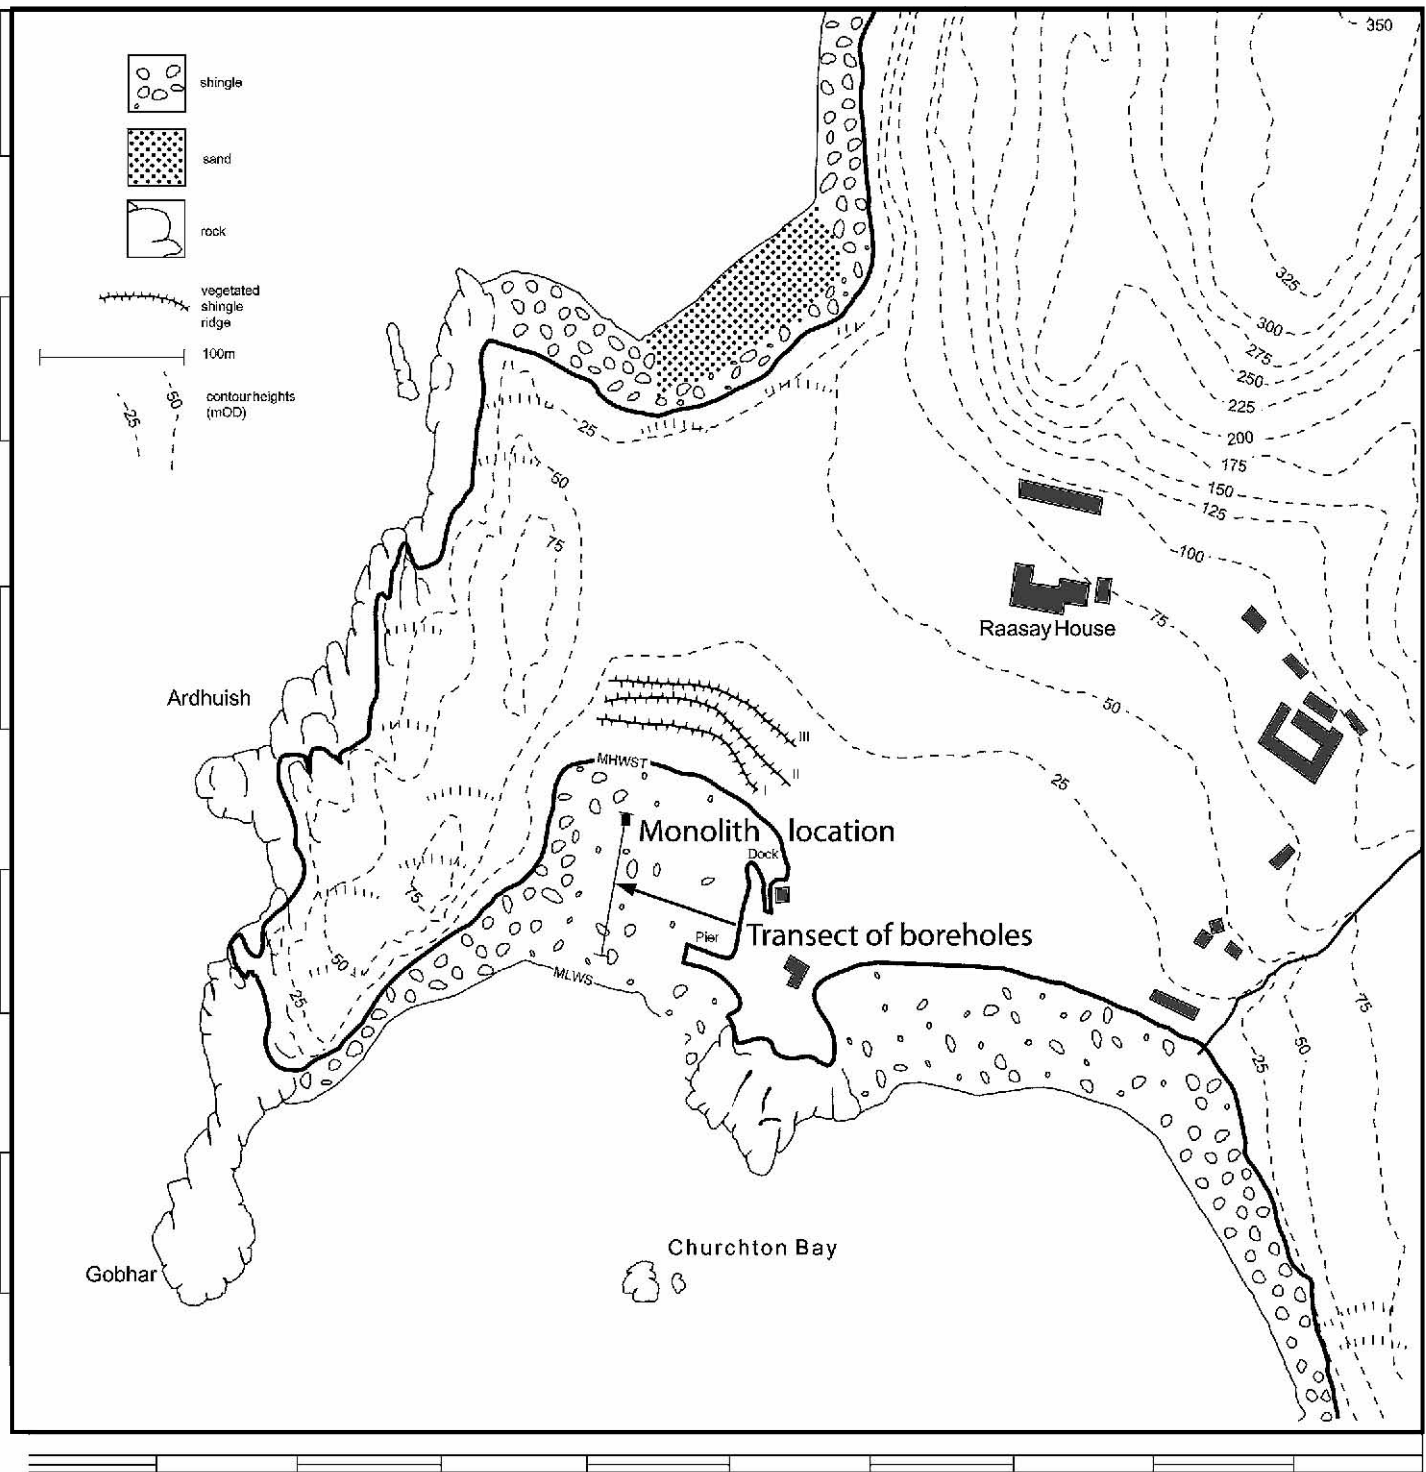 350
shingle
sand
rock
vegetated
shingle
ridge
100m
-25
50
contour heights
(mOD)
325
300
275
250
225
200
175
150
125
-100
25
50
75
Raasay House
75
Ardhuish
50
III
MHWST
II
I
25
Monolith location
Dock
75
Pier
Transect of boreholes
50
MLWS
25
75
50
-25
Churchton Bay
Gobhar